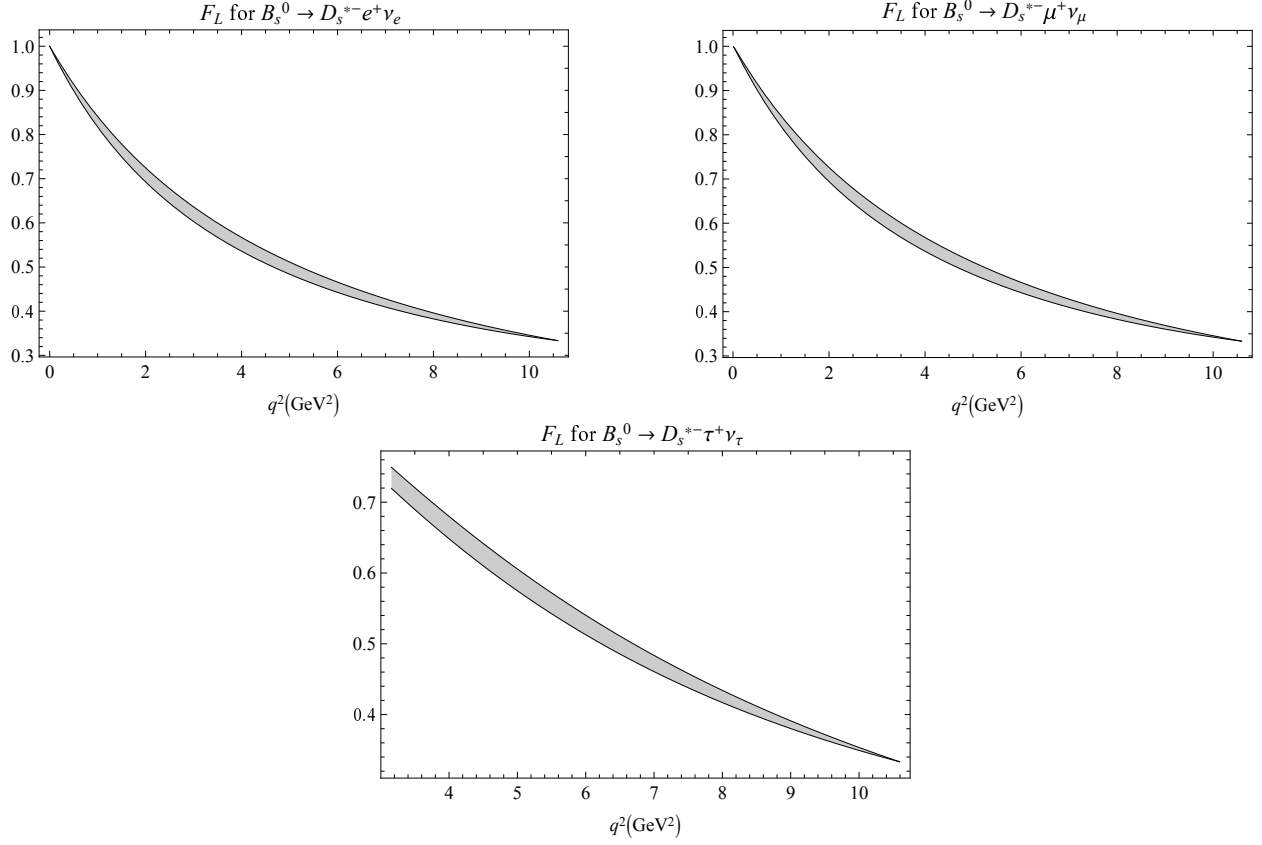 F_L for B_s^0 → D_s^{*−} e^+ ν_e
1.0
0.9
0.8
0.7
0.6
0.5
0.4
0.3
0 2 4 6 8 10
q^2(GeV^2)
F_L for B_s^0 → D_s^{*−} μ^+ ν_μ
1.0
0.9
0.8
0.7
0.6
0.5
0.4
0.3
0 2 4 6 8 10
q^2(GeV^2)
F_L for B_s^0 → D_s^{*−} τ^+ ν_τ
0.7
0.6
0.5
0.4
4 5 6 7 8 9 10
q^2(GeV^2)